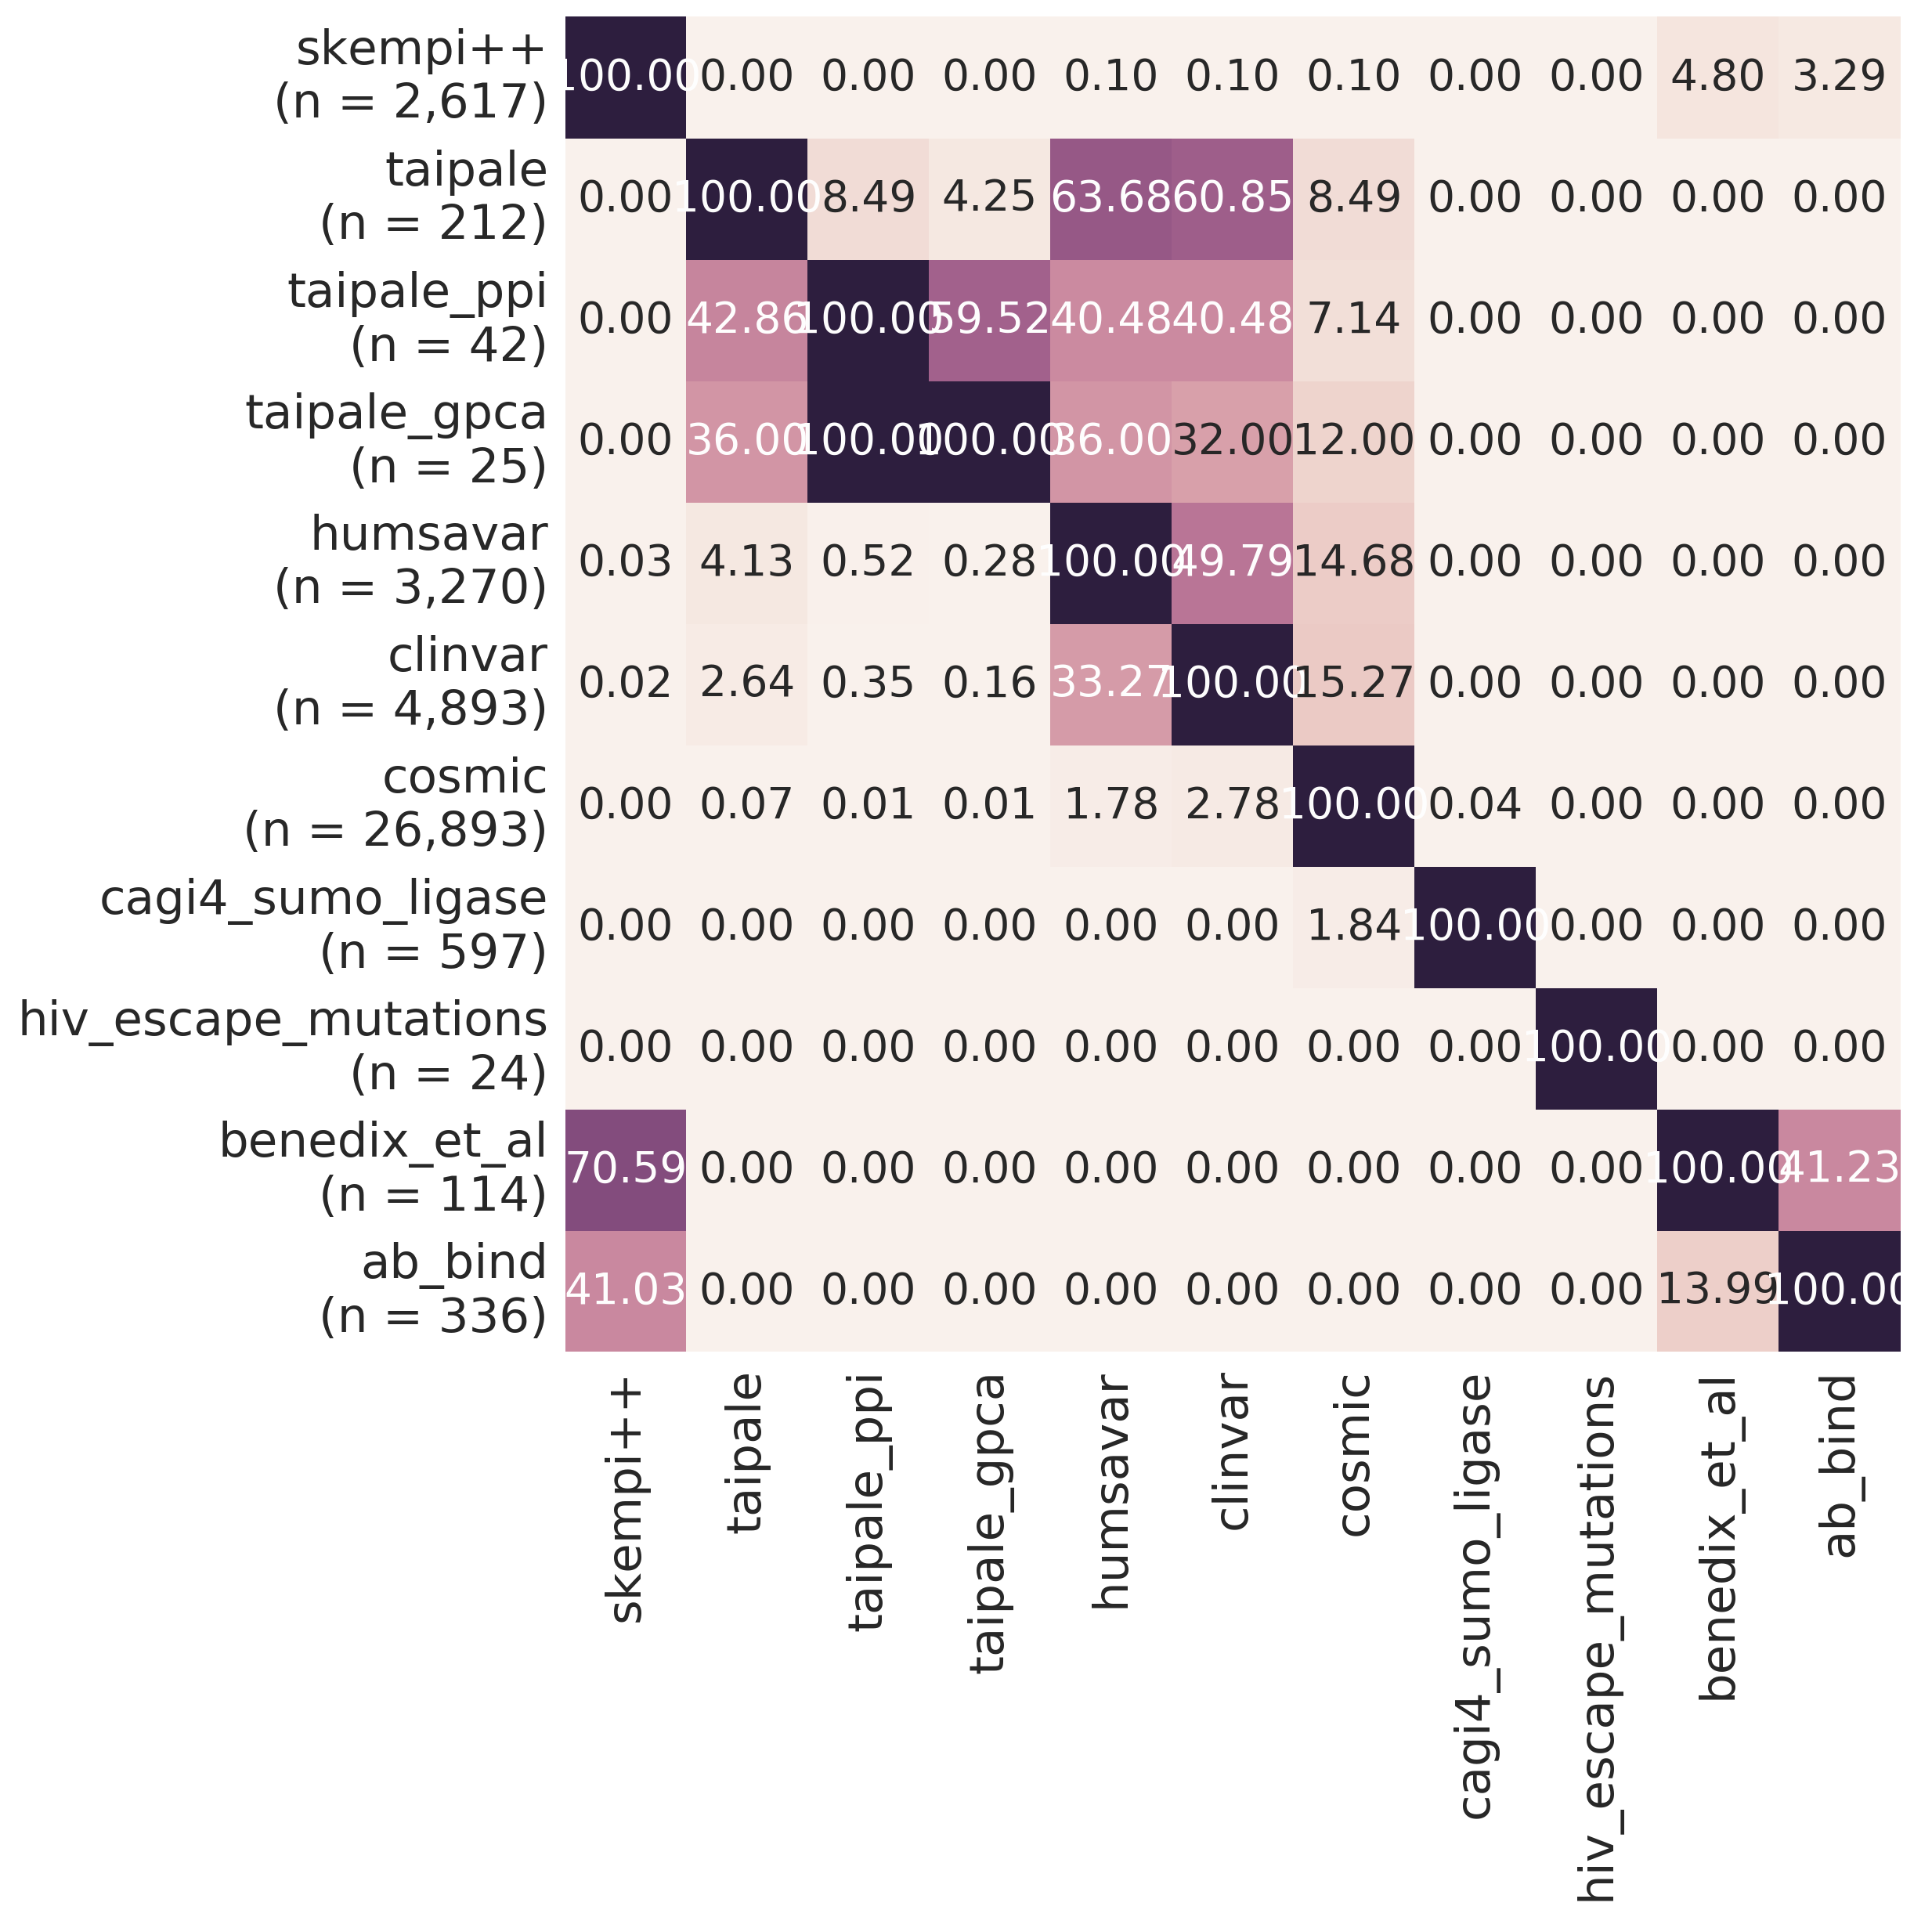 skempi++
(n = 2,617)
100.00 0.00 0.00 0.00 0.10 0.10 0.10 0.00 0.00 4.80 3.29
taipale
(n = 212)
0.00 100.00 8.49 4.25 63.68 60.85 8.49 0.00 0.00 0.00 0.00
taipale_ppi
(n = 42)
0.00 42.86 100.00 59.52 40.48 40.48 7.14 0.00 0.00 0.00 0.00
taipale_gpca
(n = 25)
0.00 36.00 100.00 100.00 36.00 32.00 12.00 0.00 0.00 0.00 0.00
humsavar
(n = 3,270)
0.03 4.13 0.52 0.28 100.00 49.79 14.68 0.00 0.00 0.00 0.00
clinvar
(n = 4,893)
0.02 2.64 0.35 0.16 33.27 100.00 15.27 0.00 0.00 0.00 0.00
cosmic
(n = 26,893)
0.00 0.07 0.01 0.01 1.78 2.78 100.00 0.04 0.00 0.00 0.00
cagi4_sumo_ligase
(n = 597)
0.00 0.00 0.00 0.00 0.00 0.00 1.84 100.00 0.00 0.00 0.00
hiv_escape_mutations
(n = 24)
0.00 0.00 0.00 0.00 0.00 0.00 0.00 0.00 100.00 0.00 0.00
benedix_et_al
(n = 114)
70.59 0.00 0.00 0.00 0.00 0.00 0.00 0.00 0.00 100.00 41.23
ab_bind
(n = 336)
41.03 0.00 0.00 0.00 0.00 0.00 0.00 0.00 0.00 13.99 100.00
skempi++
taipale
taipale_ppi
taipale_gpca
humsavar
clinvar
cosmic
cagi4_sumo_ligase
hiv_escape_mutations
benedix_et_al
ab_bind